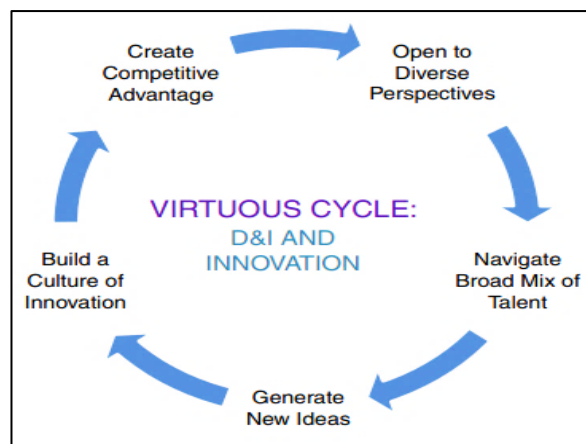 Create
Competitive
Advantage
Open to
Diverse
Perspectives
VIRTUOUS CYCLE:
D&I AND
INNOVATION
Build a
Culture of
Innovation
Navigate
Broad Mix of
Talent
Generate
New Ideas